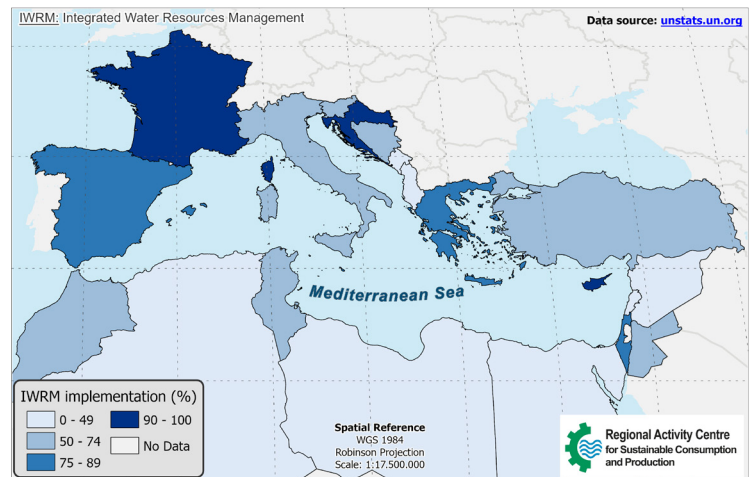 IWRM: Integrated Water Resources Management
Data source: unstats.un.org
Mediterranean Sea
IWRM implementation (%)
0 - 49
50 - 74
75 - 89
90 - 100
No Data
Spatial Reference
WGS 1984
Robinson Projection
Scale: 1:17.500.000
Regional Activity Centre
for Sustainable Consumption
and Production